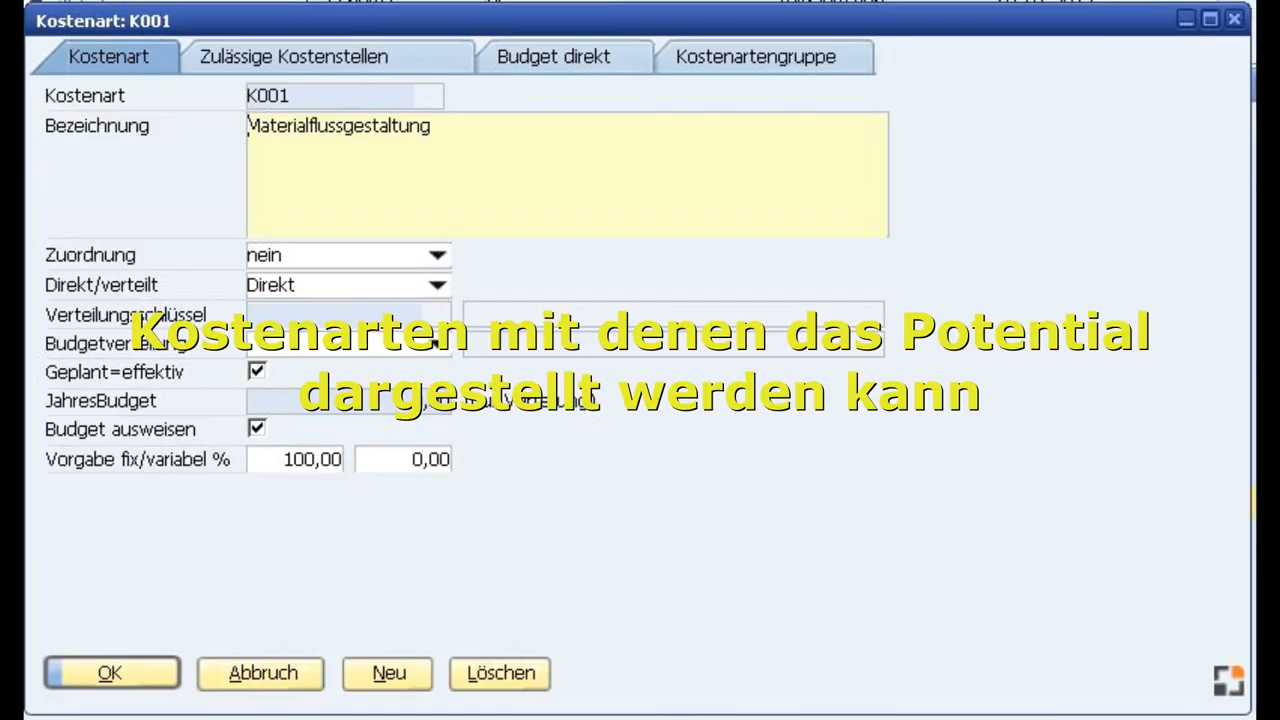 Kostenart: K001
Kostenart Zulässige Kostenstellen Budget direkt Kostenartengruppe
Kostenart K001
Bezeichnung Materialflussgestaltung
Zuordnung nein
Direkt/verteilt Direkt
Verteilungsschlüssel
Kostenarten mit denen das Potential
Geplant=effektiv
dargestellt werden kann
JahresBudget
Budget ausweisen
Vorgabe fix/variabel % 100,00 0,00
OK Abbruch Neu Löschen